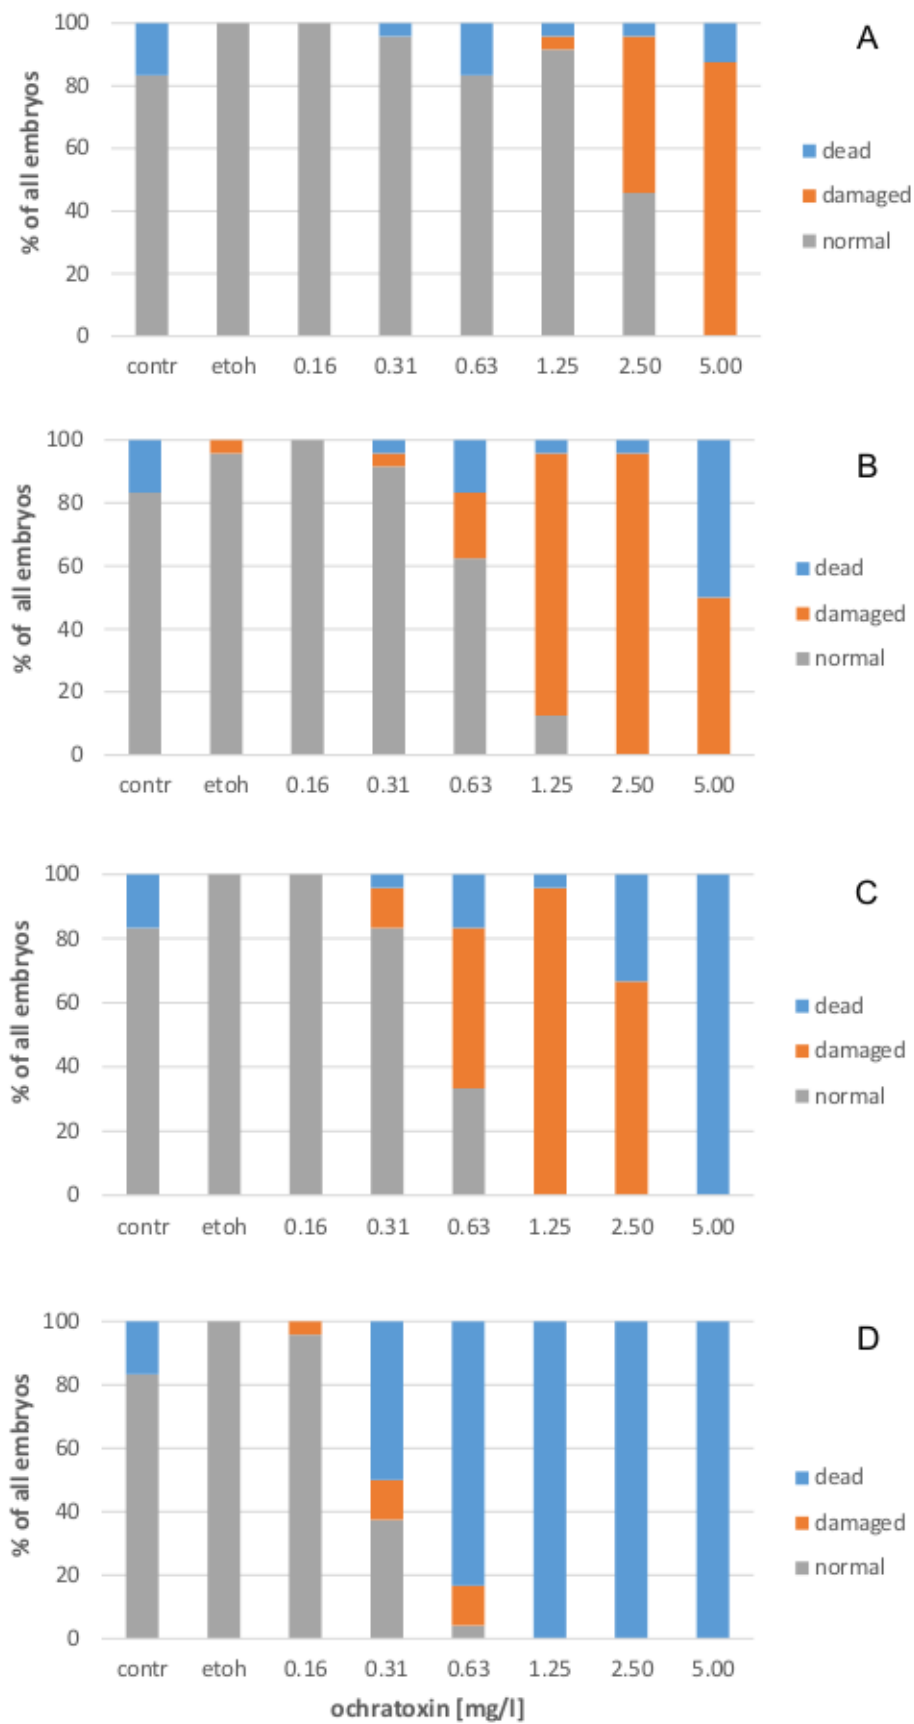 A
% of all embryos
100
80
60
40
20
0
contr etoh 0.16 0.31 0.63 1.25 2.50 5.00
dead
damaged
normal
B
% of all embryos
100
80
60
40
20
0
contr etoh 0.16 0.31 0.63 1.25 2.50 5.00
dead
damaged
normal
C
% of all embryos
100
80
60
40
20
0
contr etoh 0.16 0.31 0.63 1.25 2.50 5.00
dead
damaged
normal
D
% of all embryos
100
80
60
40
20
0
contr etoh 0.16 0.31 0.63 1.25 2.50 5.00
dead
damaged
normal
ochratoxin [mg/l]